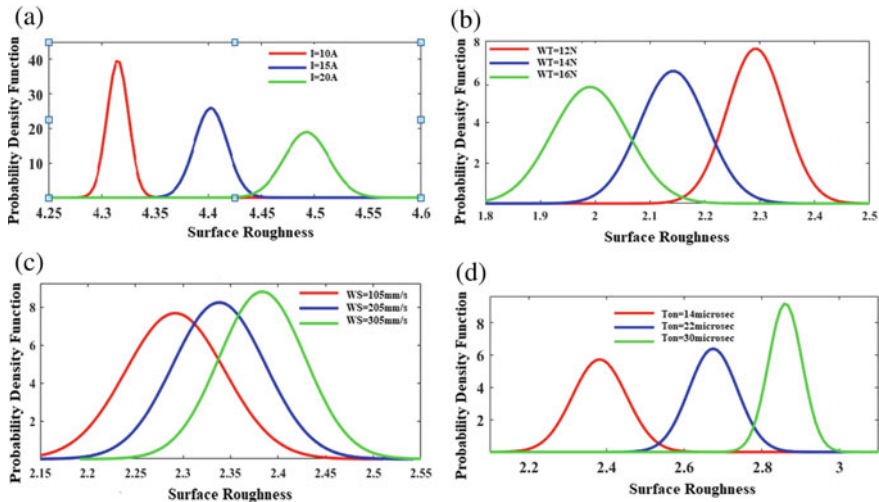 (a)
Probability Density Function
40
30
20
10
I=10A
I=15A
I=20A
4.25 4.3 4.35 4.4 4.45 4.5 4.55 4.6
Surface Roughness
(b)
Probability Density Function
8
6
4
2
WT=12N
WT=14N
WT=16N
1.8 1.9 2 2.1 2.2 2.3 2.4 2.5
Surface Roughness
(c)
Probability Density Function
8
6
4
2
WS=105mm/s
WS=205mm/s
WS=305mm/s
2.15 2.2 2.25 2.3 2.35 2.4 2.45 2.5 2.55
Surface Roughness
(d)
Probability Density Function
8
6
4
2
Ton=14microsec
Ton=22microsec
Ton=30microsec
2.2 2.4 2.6 2.8 3
Surface Roughness